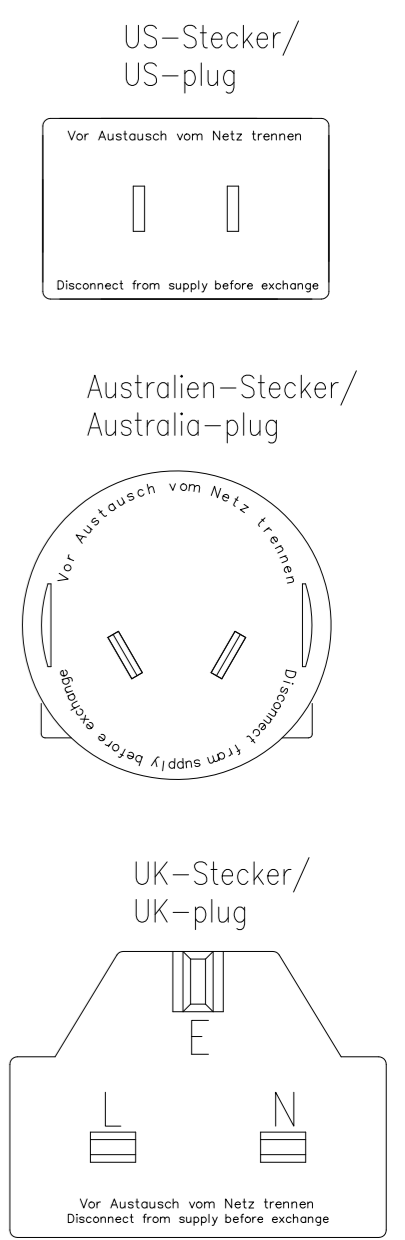 US-Stecker/
US-plug
Vor Austausch vom Netz trennen
Disconnect from supply before exchange
Australien-Stecker/
Australia-plug
Vor Austausch vom Netz trennen
Disconnect from supply before exchange
UK-Stecker/
UK-plug
E
L N
Vor Austausch vom Netz trennen
Disconnect from supply before exchange